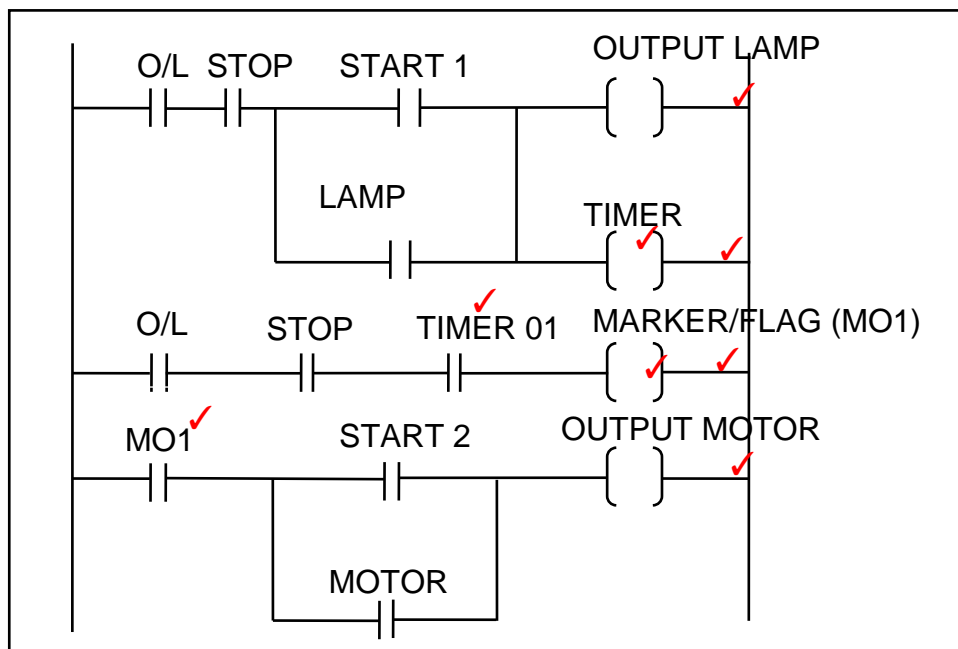 OUTPUT LAMP
O/L STOP START 1
LAMP
TIMER
O/L STOP TIMER 01 MARKER/FLAG (MO1)
MO1 START 2 OUTPUT MOTOR
MOTOR